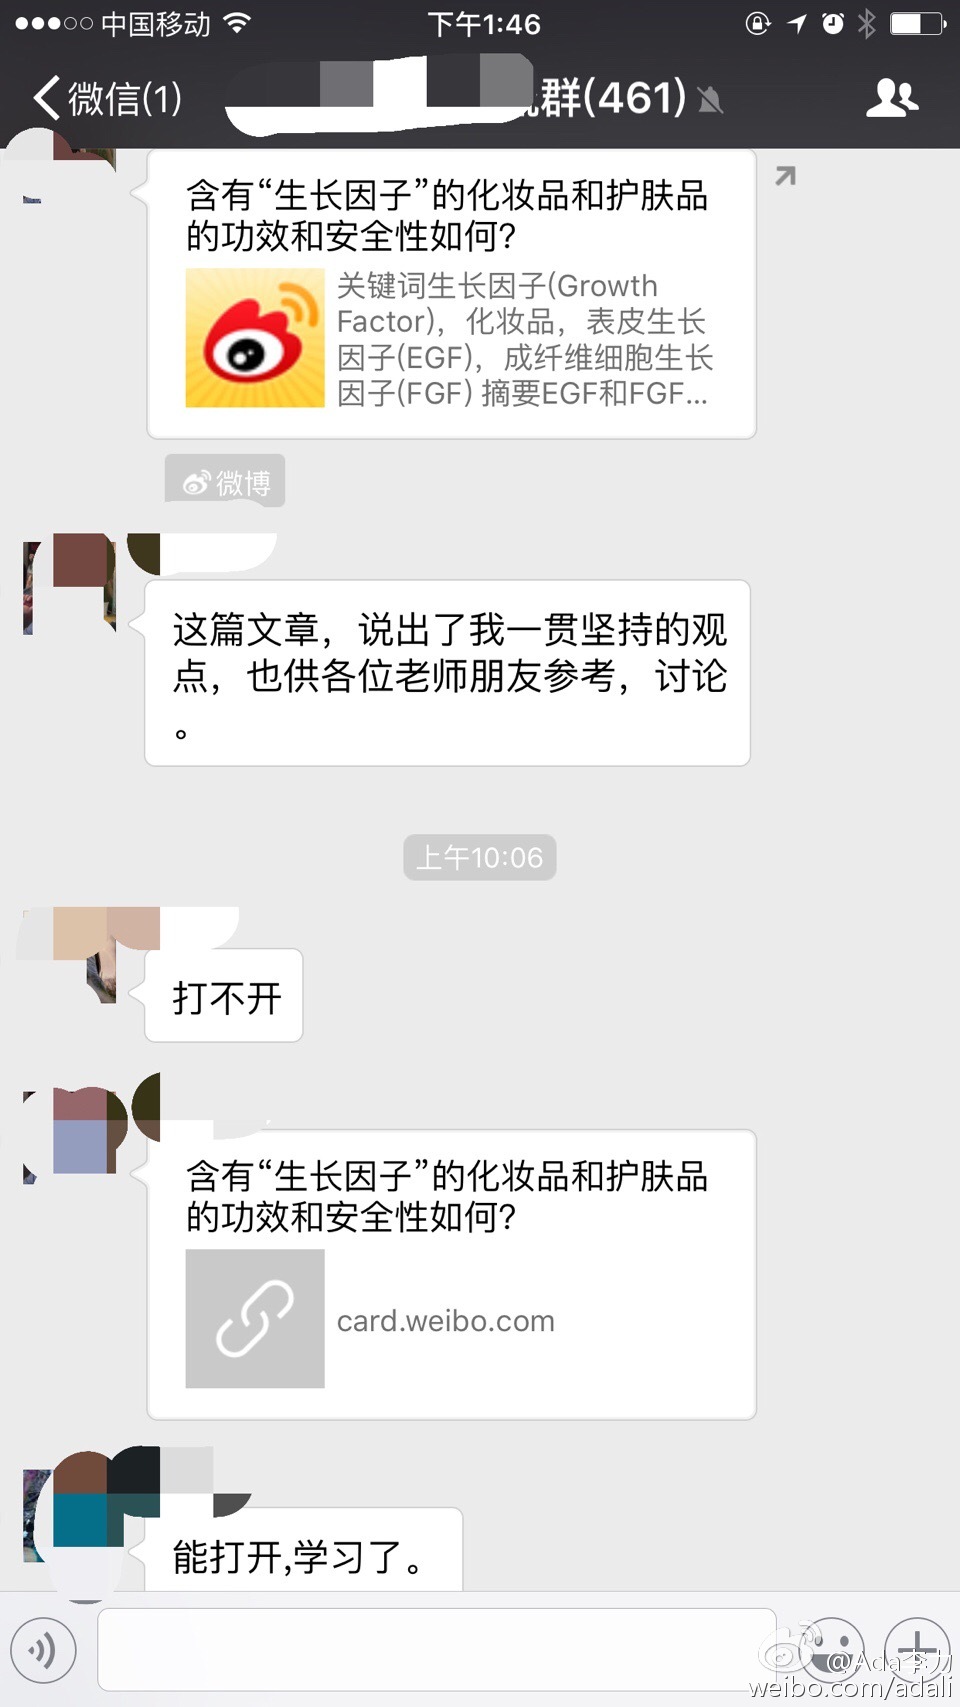 中国移动
下午1:46
微信(1)
群(461)
含有“生长因子”的化妆品和护肤品
的功效和安全性如何?
关键词生长因子(Growth
Factor)，化妆品，表皮生长
因子(EGF)，成纤维细胞生长
因子(FGF) 摘要EGF和FGF...
微博
这篇文章，说出了我一贯坚持的观
点，也供各位老师朋友参考，讨论
。
上午10:06
打不开
含有“生长因子”的化妆品和护肤品
的功效和安全性如何?
card.weibo.com
能打开,学习了。
@Ada李力
weibo.com/adali